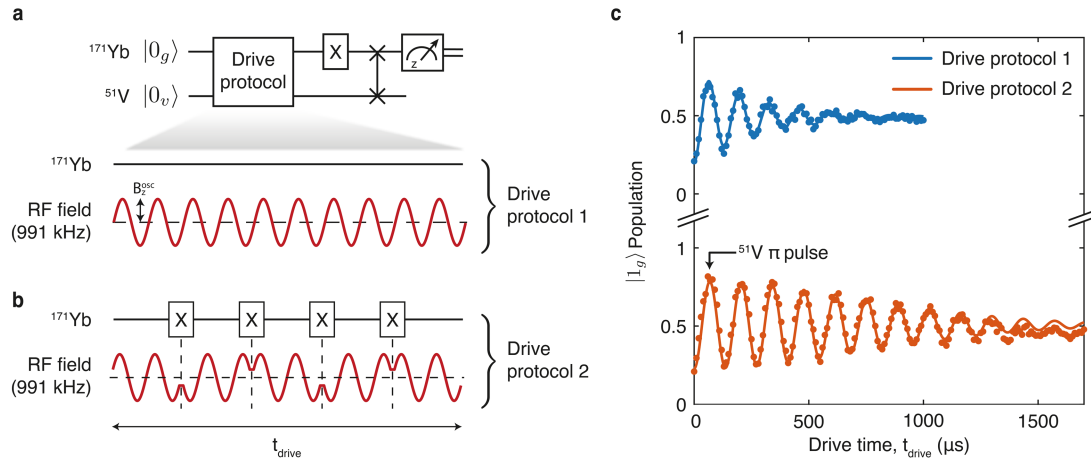 a
¹⁷¹Yb |0g⟩
Drive
protocol
X
z
⁵¹V |0v⟩
¹⁷¹Yb
B_z^osc
RF field
(991 kHz)
Drive
protocol 1
b
¹⁷¹Yb
X X X X
RF field
(991 kHz)
Drive
protocol 2
t_drive
c
Drive protocol 1
Drive protocol 2
1
0.5
0
1
0.5
0
⁵¹V π pulse
|1g⟩ Population
0 500 1000 1500
Drive time, t_drive (μs)